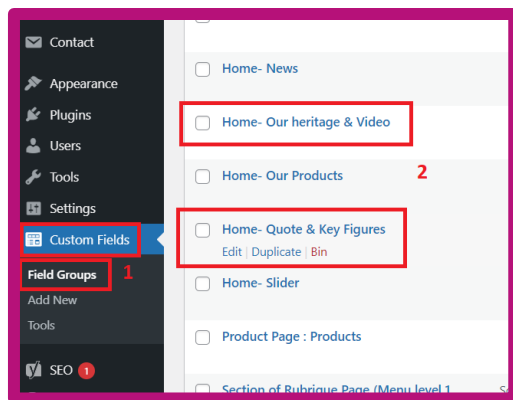 Contact
Appearance
Plugins
Users
Tools
Settings
Custom Fields
Field Groups 1
Add New
Tools
SEO 1
Home- News
Home- Our heritage & Video
Home- Our Products 2
Home- Quote & Key Figures
Edit | Duplicate | Bin
Home- Slider
Product Page : Products
Section of Rubrique Page (Menu level 1